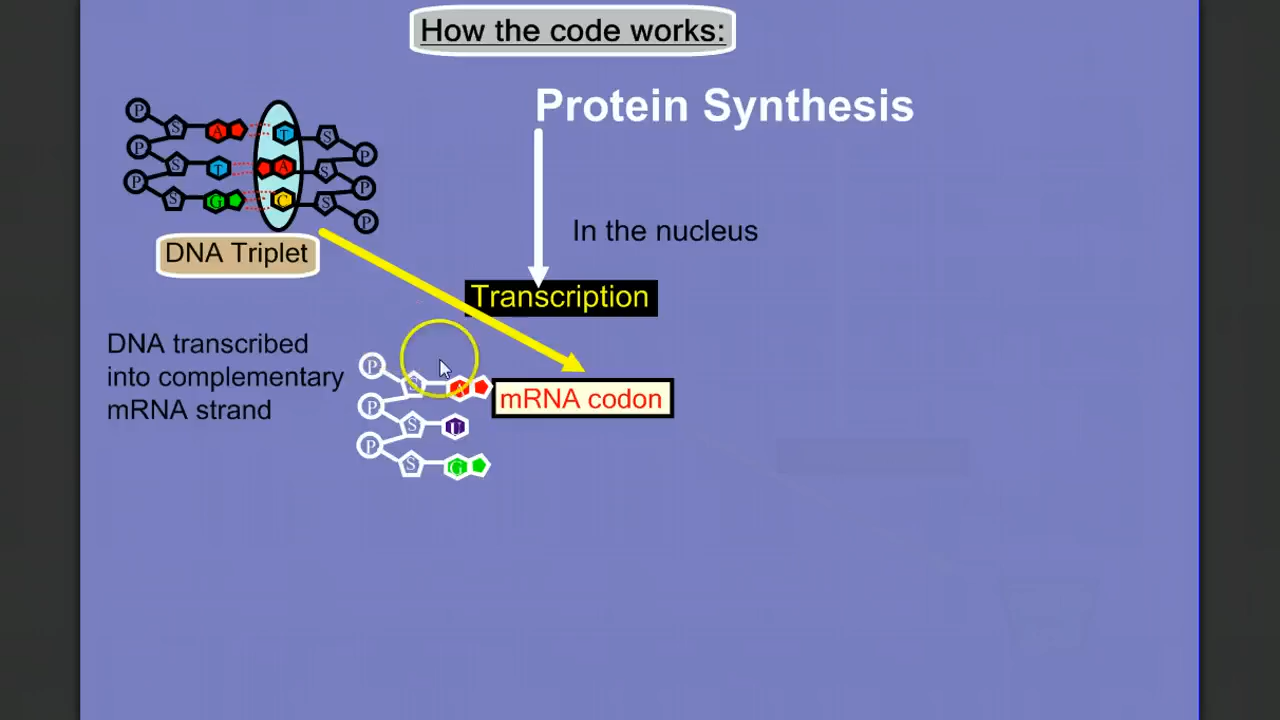 How the code works:
Protein Synthesis
P S A T S P
P S T A S P
P S G C S P
DNA Triplet
In the nucleus
Transcription
DNA transcribed
into complementary
mRNA strand
mRNA codon
P S A
P S U
P S G